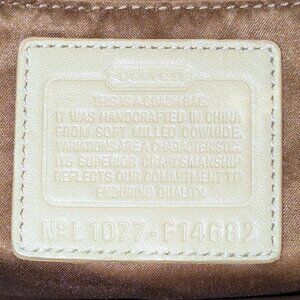 COACH
THIS IS A COACH BAG.
IT WAS HANDCRAFTED IN CHINA
FROM SOFT MILLED COWHIDE.
VARIATIONS ARE A CHARACTERISTIC.
ITS SUPERIOR CRAFTSMANSHIP
REFLECTS OUR COMMITMENT TO
ENDURING QUALITY.
NºL 1077-F14682